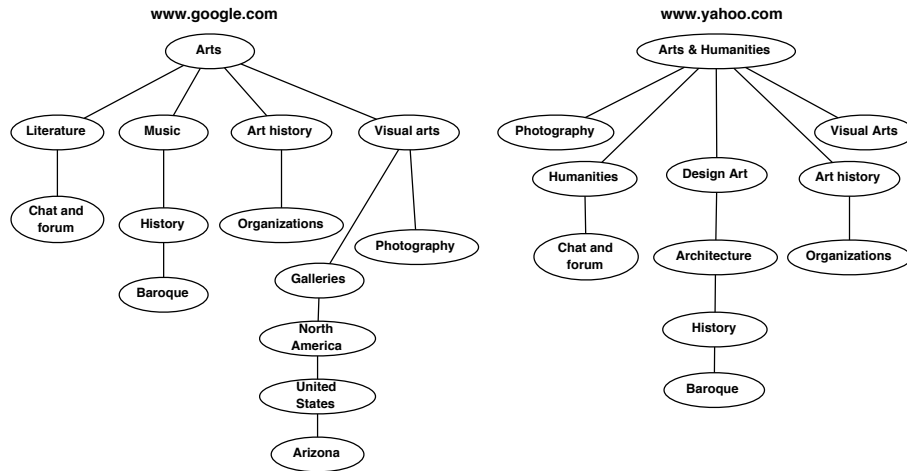 www.google.com
Arts
Literature
Music
Art history
Visual arts
Chat and
forum
History
Organizations
Photography
Galleries
Baroque
North
America
United
States
Arizona
www.yahoo.com
Arts & Humanities
Photography
Visual Arts
Humanities
Design Art
Art history
Chat and
forum
Architecture
Organizations
History
Baroque